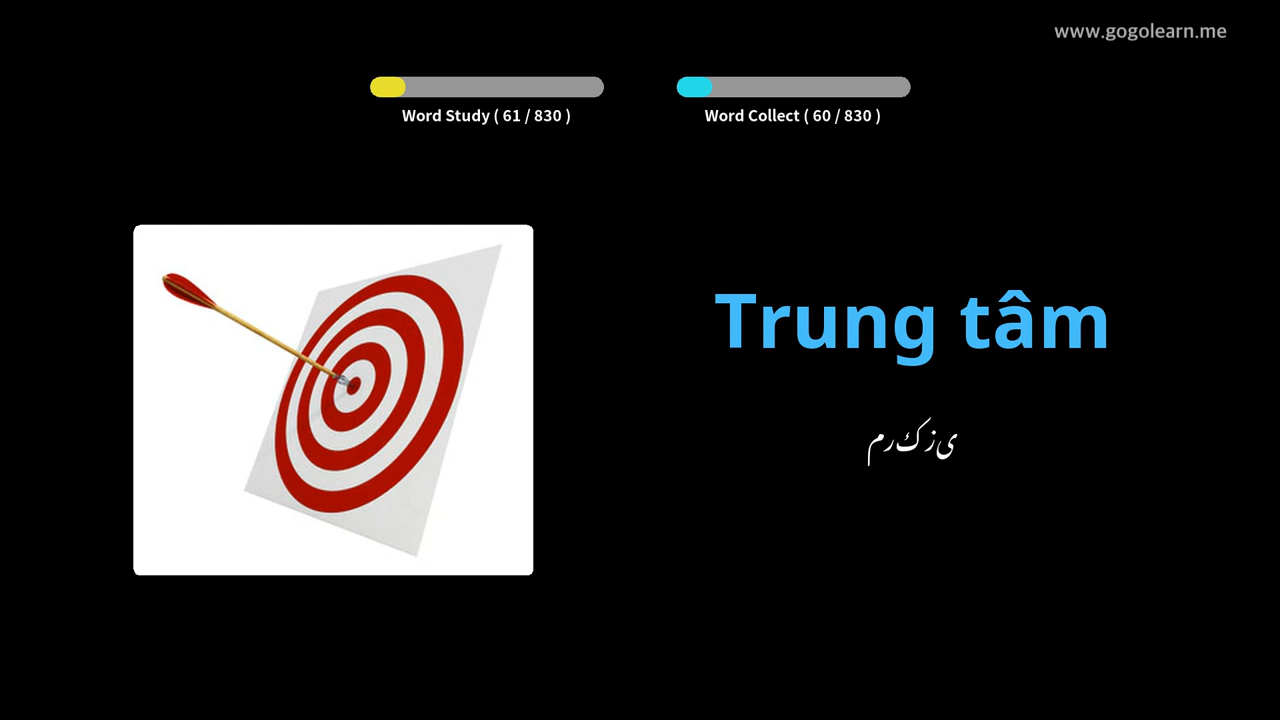 www.gogolearn.me
Word Study ( 61 / 830 )
Word Collect ( 60 / 830 )
Trung tâm
مرکزی